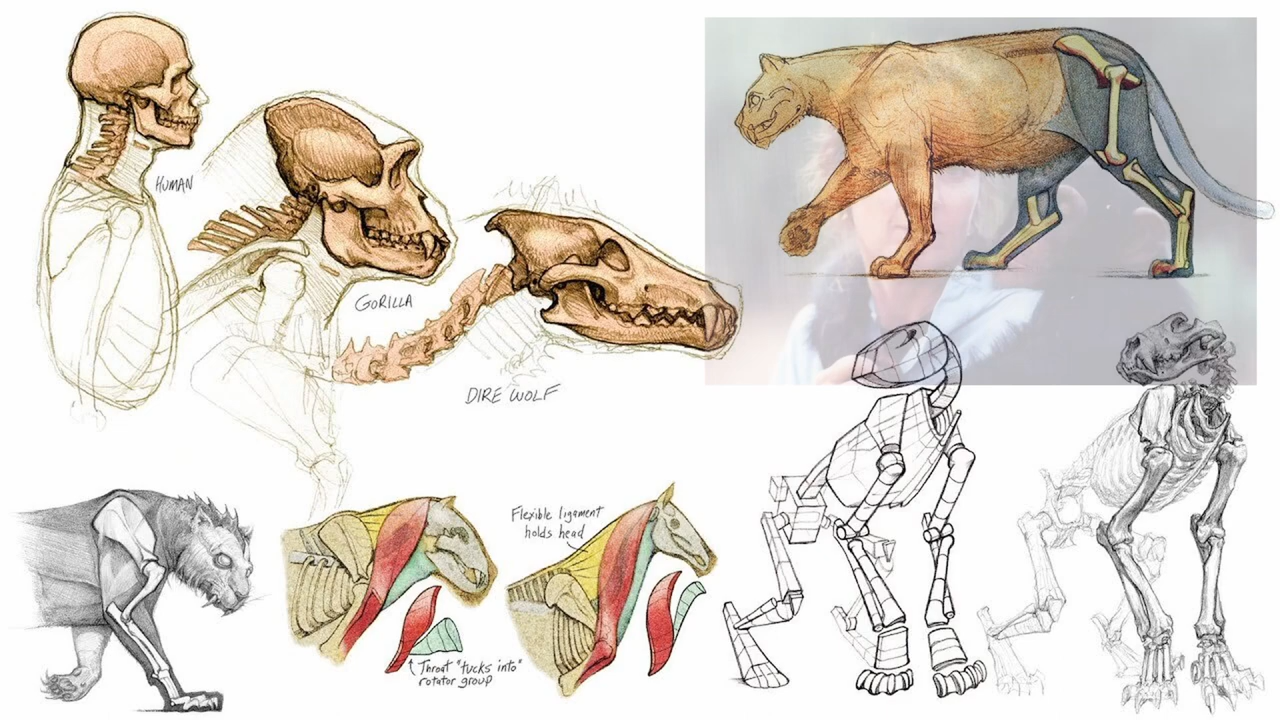 HUMAN
GORILLA
DIRE WOLF
Flexible ligament
holds head
Throat "tucks into"
rotator group